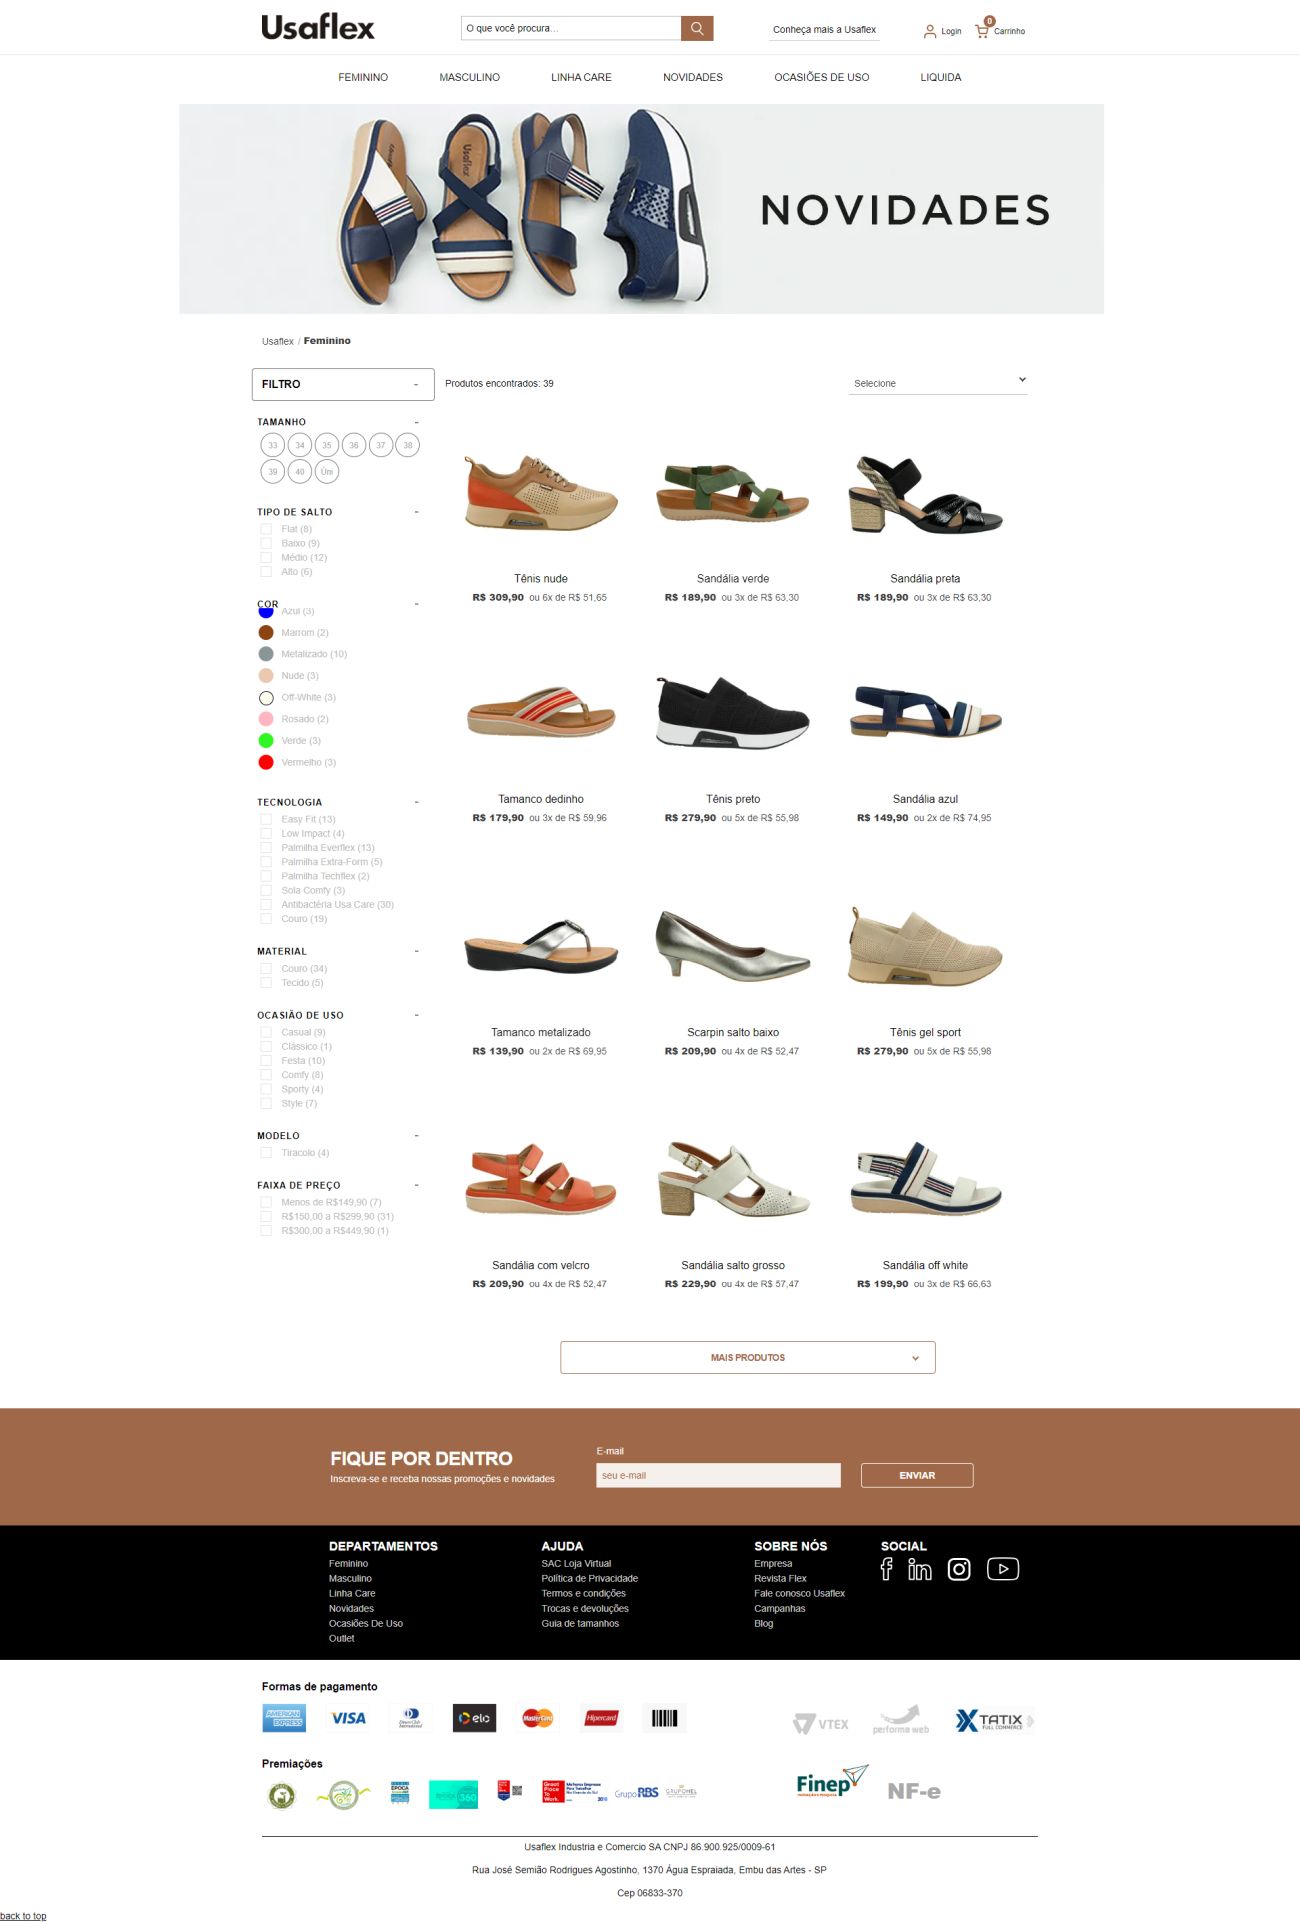 Usaflex
O que você procura...
Conheça mais a Usaflex
Login
0
Carrinho
FEMININO
MASCULINO
LINHA CARE
NOVIDADES
OCASIÕES DE USO
LIQUIDA
Usaflex
NOVIDADES
Usaflex / Feminino
FILTRO -
Produtos encontrados: 39
Selecione
TAMANHO -
33 34 35 36 37 38
39 40 Uni
TIPO DE SALTO -
Flat (8)
Baixo (9)
Médio (12)
Alto (6)
COR -
Azul (3)
Marrom (2)
Metalizado (10)
Nude (3)
Off-White (3)
Rosado (2)
Verde (3)
Vermelho (3)
TECNOLOGIA -
Easy Fit (13)
Low Impact (4)
Palmilha Everflex (13)
Palmilha Extra-Form (5)
Palmilha Techflex (2)
Sola Comfy (3)
Antibactéria Usa Care (30)
Couro (19)
MATERIAL -
Couro (34)
Tecido (5)
OCASIÃO DE USO -
Casual (9)
Clássico (1)
Festa (10)
Comfy (8)
Sporty (4)
Style (7)
MODELO -
Tiracolo (4)
FAIXA DE PREÇO -
Menos de R$149,90 (7)
R$150,00 a R$299,90 (31)
R$300,00 a R$449,90 (1)
Tênis nude
R$ 309,90 ou 6x de R$ 51,65
Sandália verde
R$ 189,90 ou 3x de R$ 63,30
Sandália preta
R$ 189,90 ou 3x de R$ 63,30
Tamanco dedinho
R$ 179,90 ou 3x de R$ 59,96
Tênis preto
R$ 279,90 ou 5x de R$ 55,98
Sandália azul
R$ 149,90 ou 2x de R$ 74,95
Tamanco metalizado
R$ 139,90 ou 2x de R$ 69,95
Scarpin salto baixo
R$ 209,90 ou 4x de R$ 52,47
Tênis gel sport
R$ 279,90 ou 5x de R$ 55,98
Sandália com velcro
R$ 209,90 ou 4x de R$ 52,47
Sandália salto grosso
R$ 229,90 ou 4x de R$ 57,47
Sandália off white
R$ 199,90 ou 3x de R$ 66,63
MAIS PRODUTOS
FIQUE POR DENTRO
Inscreva-se e receba nossas promoções e novidades
E-mail
seu e-mail
ENVIAR
DEPARTAMENTOS
Feminino
Masculino
Linha Care
Novidades
Ocasiões De Uso
Outlet
AJUDA
SAC Loja Virtual
Política de Privacidade
Termos e condições
Trocas e devoluções
Guia de tamanhos
SOBRE NÓS
Empresa
Revista Flex
Fale conosco Usaflex
Campanhas
Blog
SOCIAL
Formas de pagamento
AMERICAN EXPRESS
VISA
Diners Club International
elo
MasterCard
Hipercard
VTEX
performa web
TATIX
FULL COMMERCE
Premiações
ÉPOCA
360
Great Place To Work.
Grupo RBS
Finep
NF-e
Usaflex Industria e Comercio SA CNPJ 86.900.925/0009-61
Rua José Semião Rodrigues Agostinho, 1370 Água Espraiada, Embu das Artes - SP
Cep 06833-370
back to top